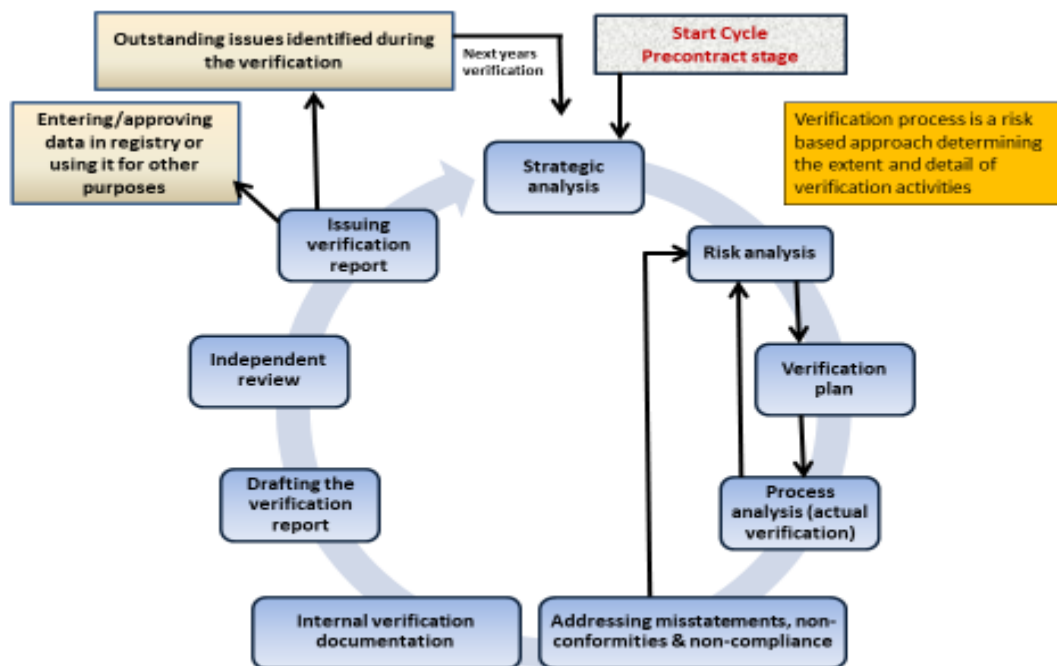 Outstanding issues identified during
the verification
Next years
verification
Start Cycle
Precontract stage
Entering/approving
data in registry or
using it for other
purposes
Verification process is a risk
based approach determining
the extent and detail of
verification activities
Strategic
analysis
Issuing
verification
report
Risk analysis
Independent
review
Verification
plan
Drafting the
verification
report
Process
analysis (actual
verification)
Internal verification
documentation
Addressing misstatements, non-
conformities & non-compliance